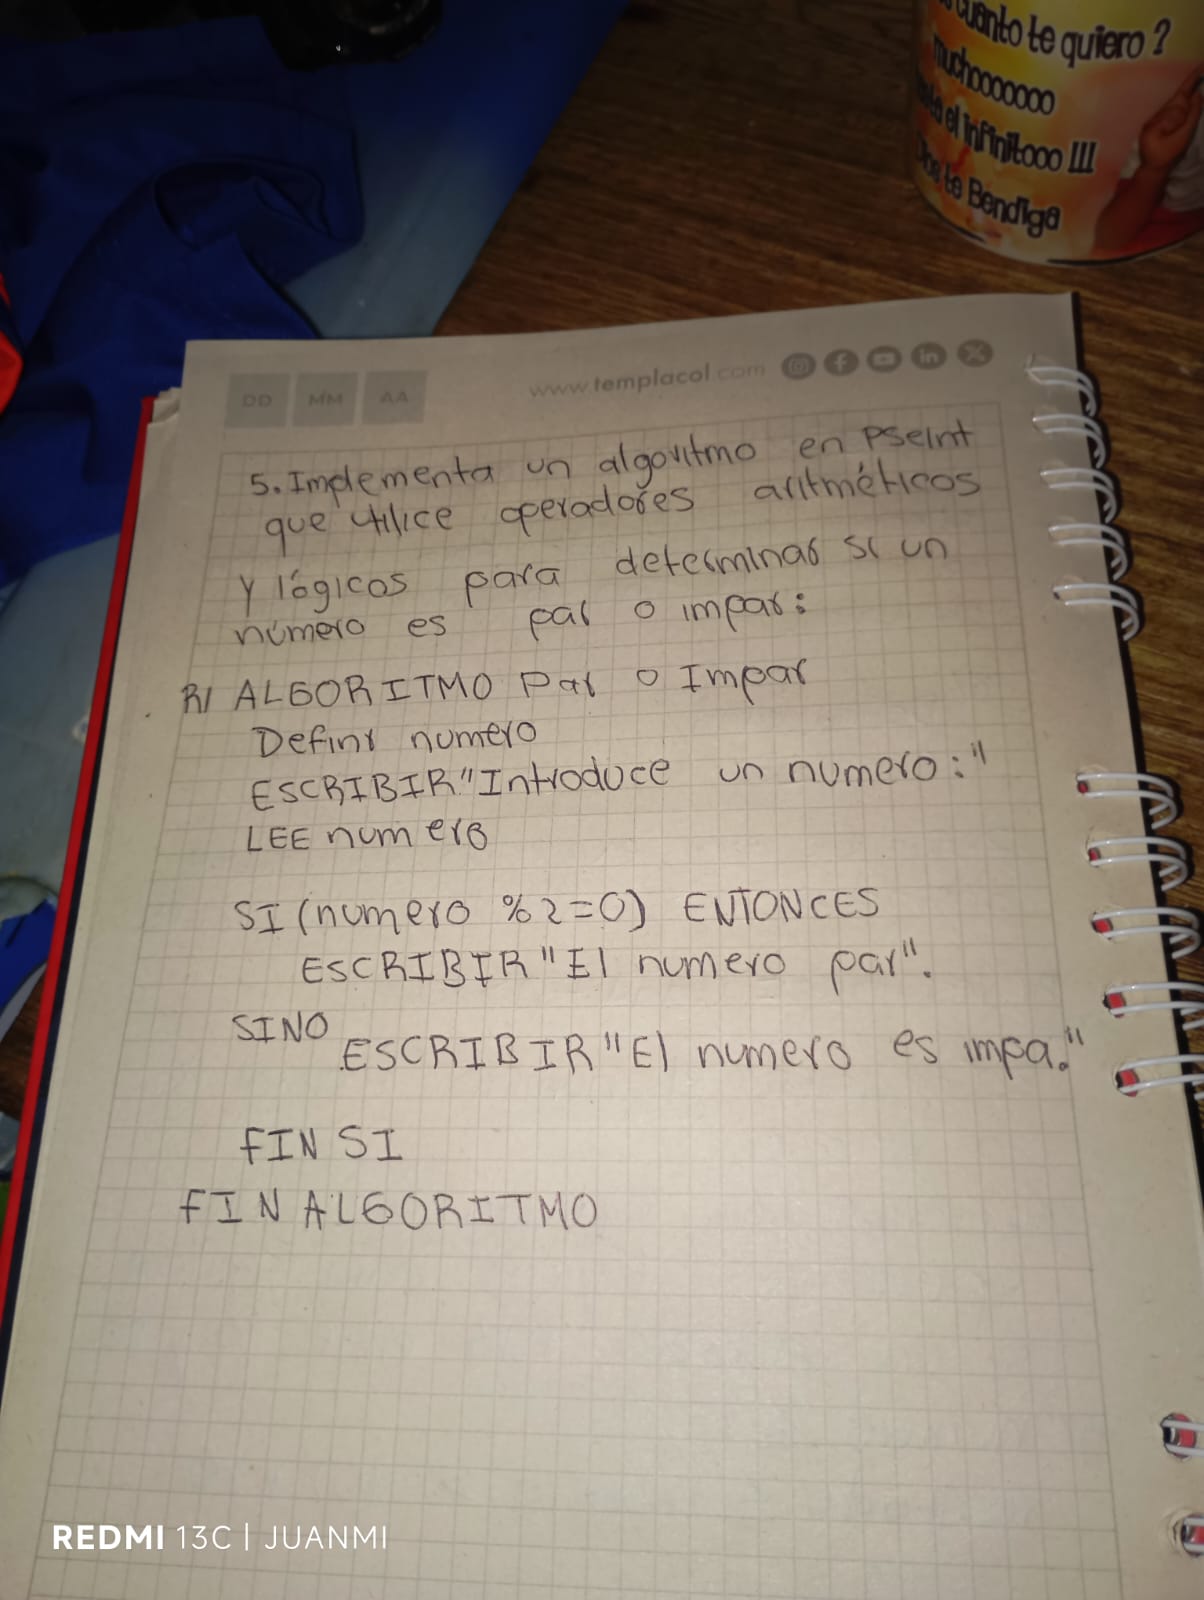 cuanto te quiero ?
muchooooooo
el infinitooo !!!
te Bendiga
DD MM AA
www.templacol.com
5. Implementa un algoritmo en PSeInt
que utilice operadores aritméticos
y lógicos para determinar si un
número es par o impar:
R/ ALGORITMO Par o Impar
Definir numero
ESCRIBIR "Introduce un numero:"
LEE numero
SI (numero %2=0) ENTONCES
ESCRIBIR "El numero par".
SINO
ESCRIBIR "El numero es impa."
FIN SI
FIN ALGORITMO
REDMI 13C | JUANMI